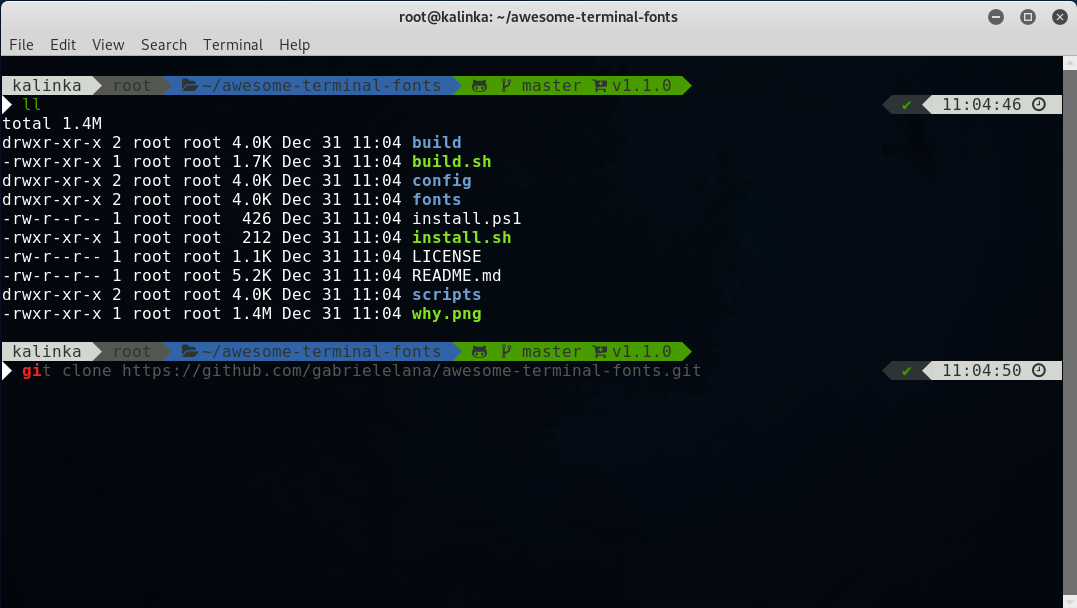 root@kalinka: ~/awesome-terminal-fonts
File Edit View Search Terminal Help
kalinka root ~/awesome-terminal-fonts master v1.1.0
ll ✔ 11:04:46
total 1.4M
drwxr-xr-x 2 root root 4.0K Dec 31 11:04 build
-rwxr-xr-x 1 root root 1.7K Dec 31 11:04 build.sh
drwxr-xr-x 2 root root 4.0K Dec 31 11:04 config
drwxr-xr-x 2 root root 4.0K Dec 31 11:04 fonts
-rw-r--r-- 1 root root  426 Dec 31 11:04 install.ps1
-rwxr-xr-x 1 root root  212 Dec 31 11:04 install.sh
-rw-r--r-- 1 root root 1.1K Dec 31 11:04 LICENSE
-rw-r--r-- 1 root root 5.2K Dec 31 11:04 README.md
drwxr-xr-x 2 root root 4.0K Dec 31 11:04 scripts
-rwxr-xr-x 1 root root 1.4M Dec 31 11:04 why.png
kalinka root ~/awesome-terminal-fonts master v1.1.0
git clone https://github.com/gabrielelana/awesome-terminal-fonts.git ✔ 11:04:50